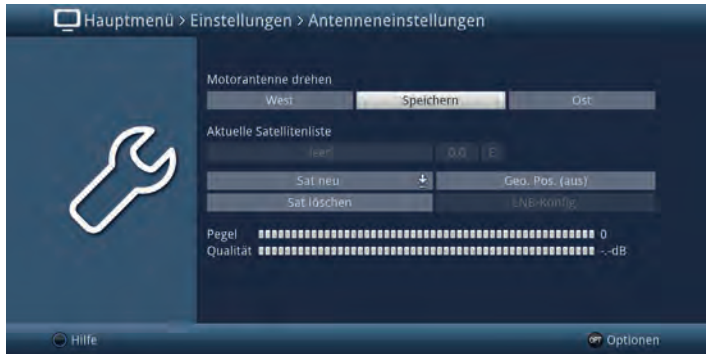 Hauptmenü > Einstellungen > Antenneneinstellungen
Motorantenne drehen
West Speichern Ost
Aktuelle Satellitenliste
leer! 0.0 E
Sat neu Geo. Pos. (aus)
Sat löschen LNB-Konfig.
Pegel 0
Qualität -.-dB
Hilfe OPT Optionen